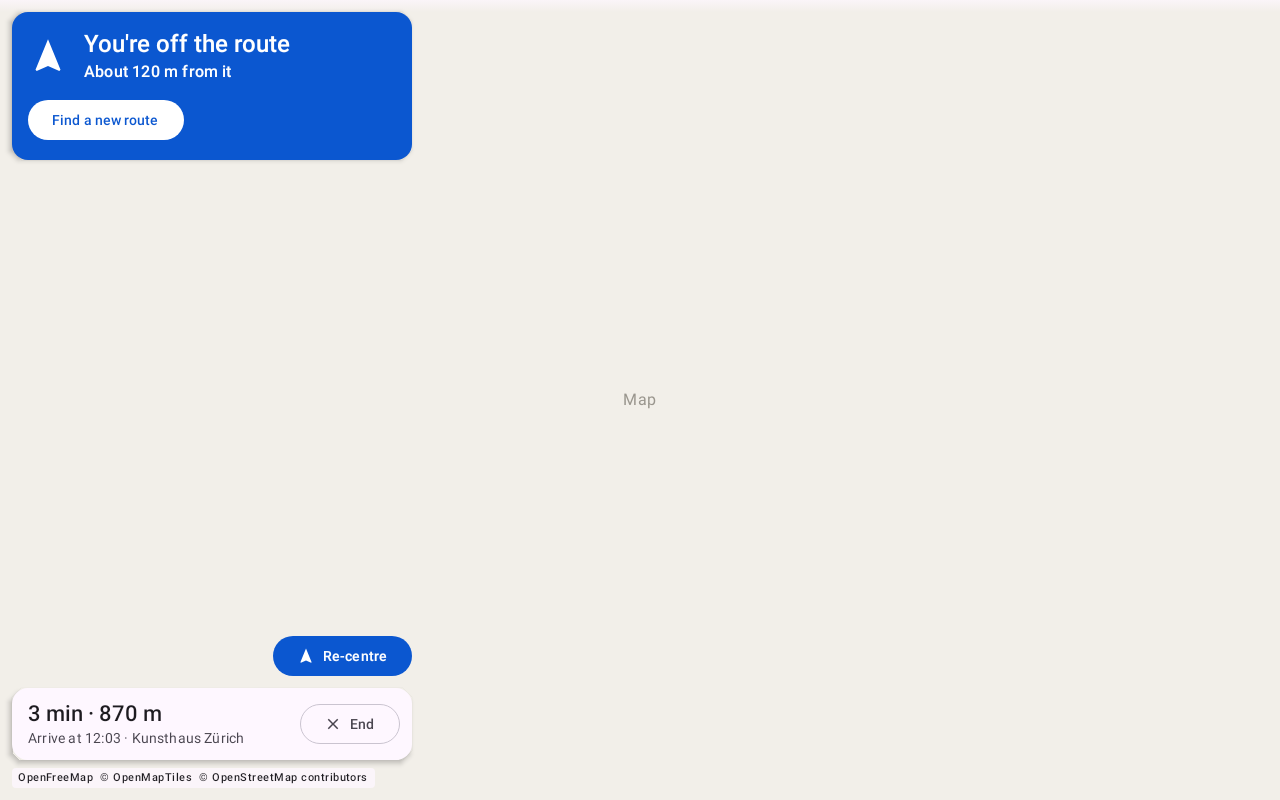 You're off the route
About 120 m from it
Find a new route
Map
Re-centre
3 min · 870 m
Arrive at 12:03 · Kunsthaus Zürich
End
OpenFreeMap © OpenMapTiles © OpenStreetMap contributors